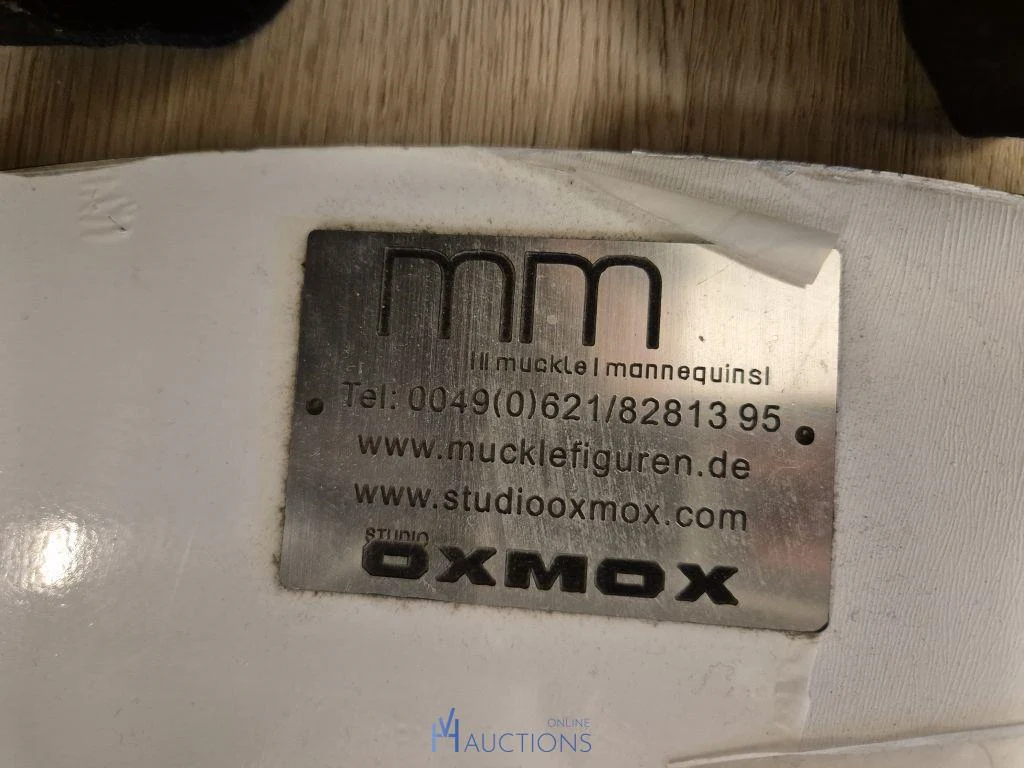 mm
|||muckle|mannequins|
Tel: 0049(0)621/82813 95
www.mucklefiguren.de
www.studiooxmox.com
STUDIO
OXMOX
ONLINE
AUCTIONS